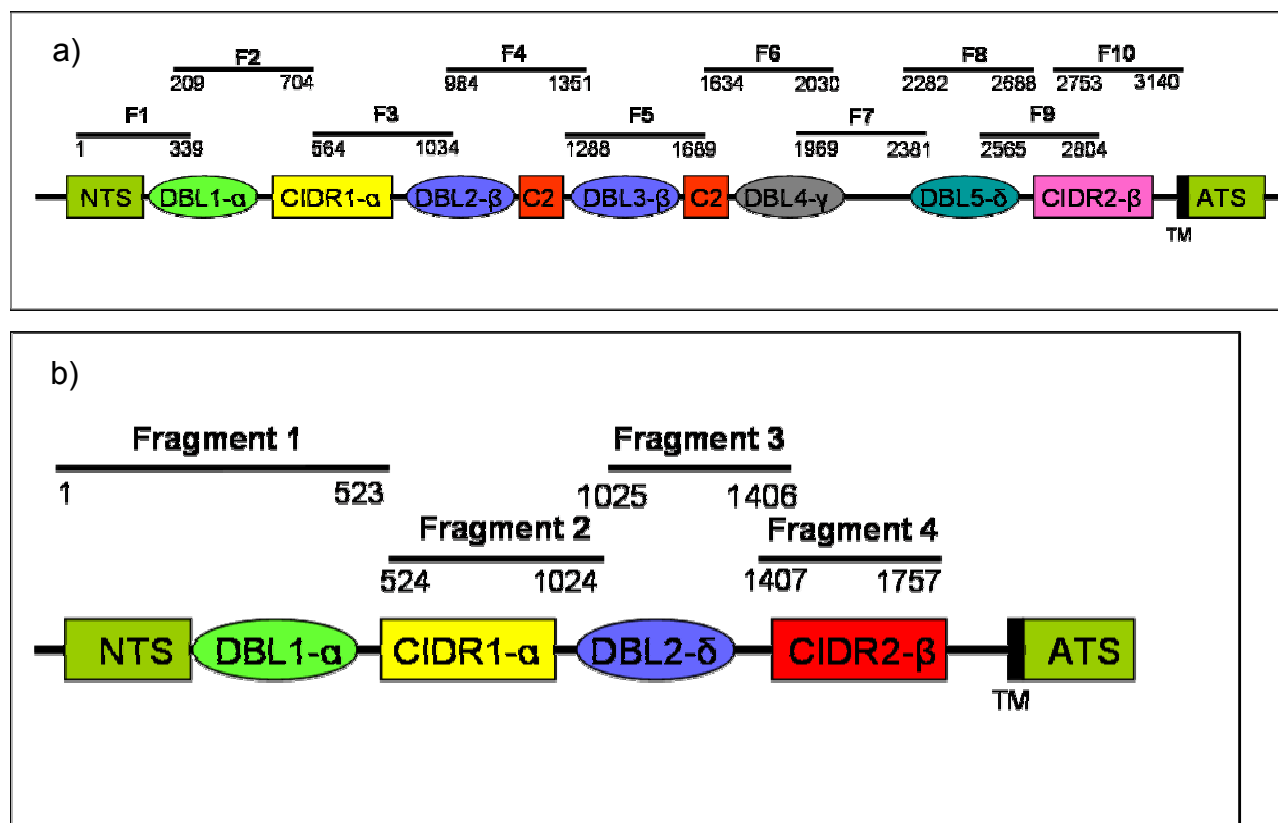 a)
F2 F4 F6 F8 F10
209 704 984 1351 1634 2030 2282 2688 2753 3140
F1 F3 F5 F7 F9
1 339 564 1034 1288 1689 1969 2381 2565 2804
NTS DBL1-α CIDR1-α DBL2-β C2 DBL3-β C2 DBL4-γ DBL5-δ CIDR2-β ATS
TM
b)
Fragment 1 Fragment 3
1 523 1025 1406
Fragment 2 Fragment 4
524 1024 1407 1757
NTS DBL1-α CIDR1-α DBL2-δ CIDR2-β ATS
TM